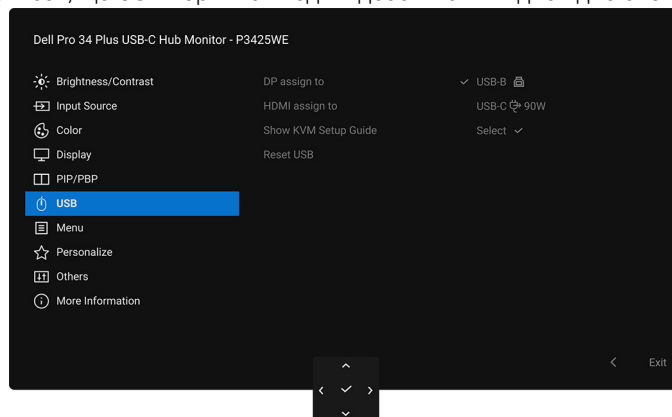 Dell Pro 34 Plus USB-C Hub Monitor - P3425WE
Brightness/Contrast DP assign to USB-B
Input Source HDMI assign to USB-C 90W
Color Show KVM Setup Guide Select
Display Reset USB
PIP/PBP
USB
Menu
Personalize
Others
More Information
Exit